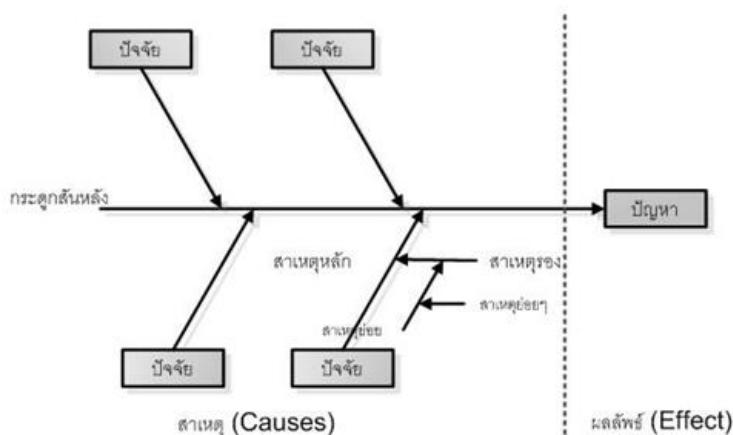 ปัจจัย
ปัจจัย
กระดูกสันหลัง
ปัญหา
สาเหตุหลัก
สาเหตุรอง
สาเหตุย่อยๆ
สาเหตุย่อย
ปัจจัย
ปัจจัย
สาเหตุ (Causes)
ผลลัพธ์ (Effect)